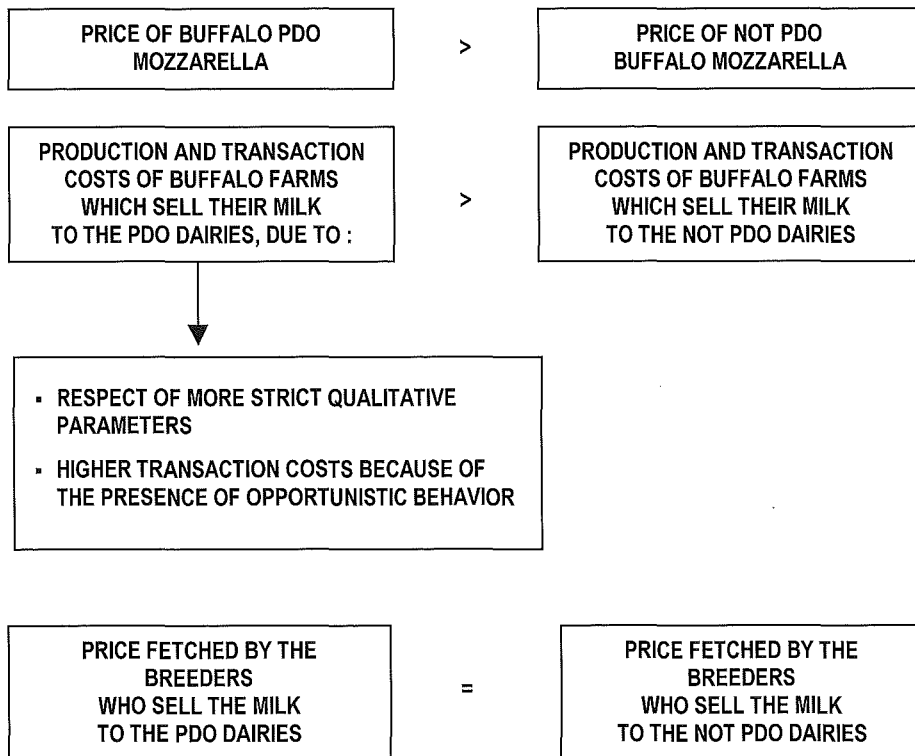 PRICE OF BUFFALO PDO
MOZZARELLA
>
PRICE OF NOT PDO
BUFFALO MOZZARELLA
PRODUCTION AND TRANSACTION
COSTS OF BUFFALO FARMS
WHICH SELL THEIR MILK
TO THE PDO DAIRIES, DUE TO :
>
PRODUCTION AND TRANSACTION
COSTS OF BUFFALO FARMS
WHICH SELL THEIR MILK
TO THE NOT PDO DAIRIES
▪ RESPECT OF MORE STRICT QUALITATIVE
PARAMETERS
▪ HIGHER TRANSACTION COSTS BECAUSE OF
THE PRESENCE OF OPPORTUNISTIC BEHAVIOR
PRICE FETCHED BY THE
BREEDERS
WHO SELL THE MILK
TO THE PDO DAIRIES
=
PRICE FETCHED BY THE
BREEDERS
WHO SELL THE MILK
TO THE NOT PDO DAIRIES